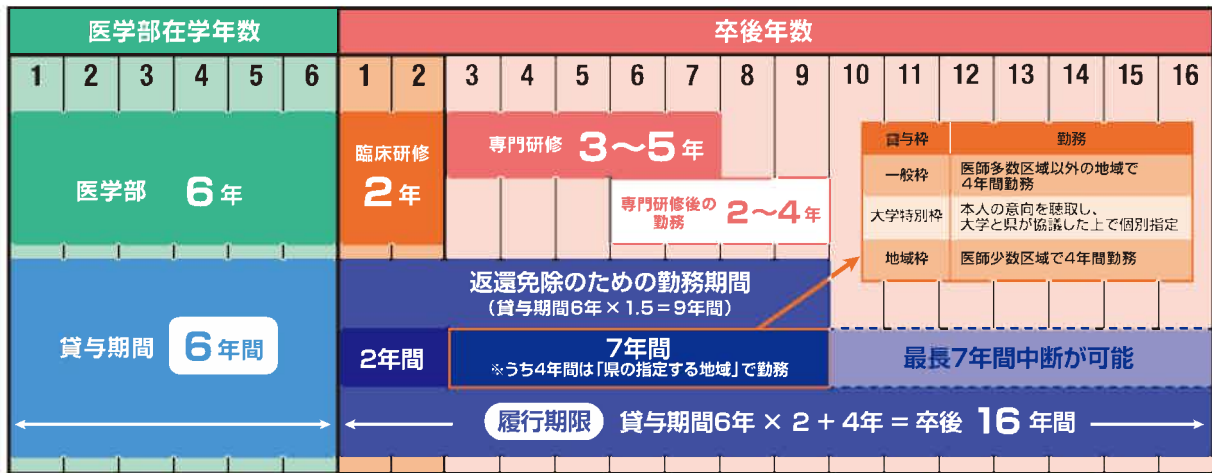 医学部在学年数
卒後年数
1 2 3 4 5 6 1 2 3 4 5 6 7 8 9 10 11 12 13 14 15 16
医学部 6年
臨床研修
2年
専門研修 3～5年
専門研修後の
勤務
2～4年
貸与枠 勤務
一般枠 医師多数区域以外の地域で
4年間勤務
大学特別枠 本人の意向を聴取し、
大学と県が協議した上で個別指定
地域枠 医師少数区域で4年間勤務
貸与期間 6年間
返還免除のための勤務期間
（貸与期間6年×1.5＝9年間）
2年間
7年間
※うち4年間は「県の指定する地域」で勤務
最長7年間中断が可能
履行期限 貸与期間6年 × 2 + 4年 = 卒後 16 年間